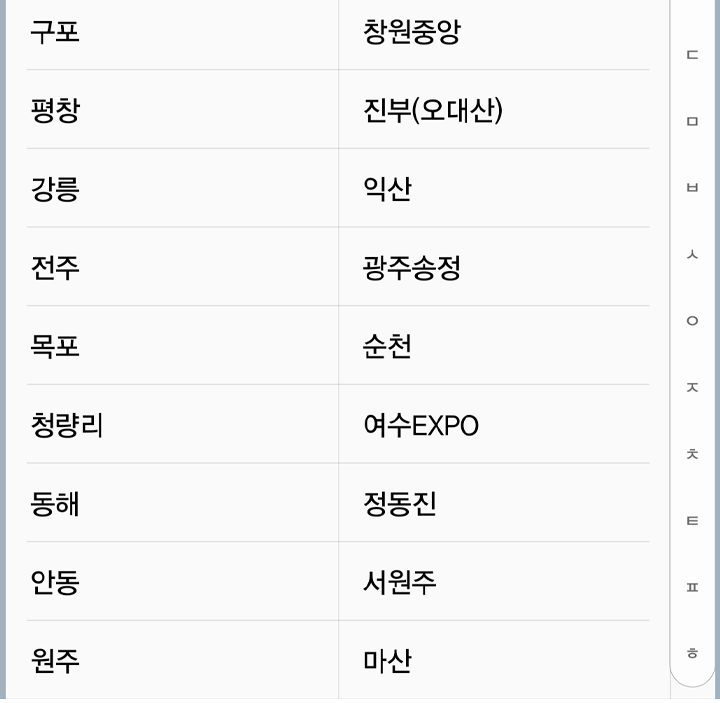 구포 창원중앙
평창 진부(오대산)
강릉 익산
전주 광주송정
목포 순천
청량리 여수EXPO
동해 정동진
안동 서원주
원주 마산
ㄷ
ㅁ
ㅂ
ㅅ
ㅇ
ㅈ
ㅊ
ㅌ
ㅍ
ㅎ